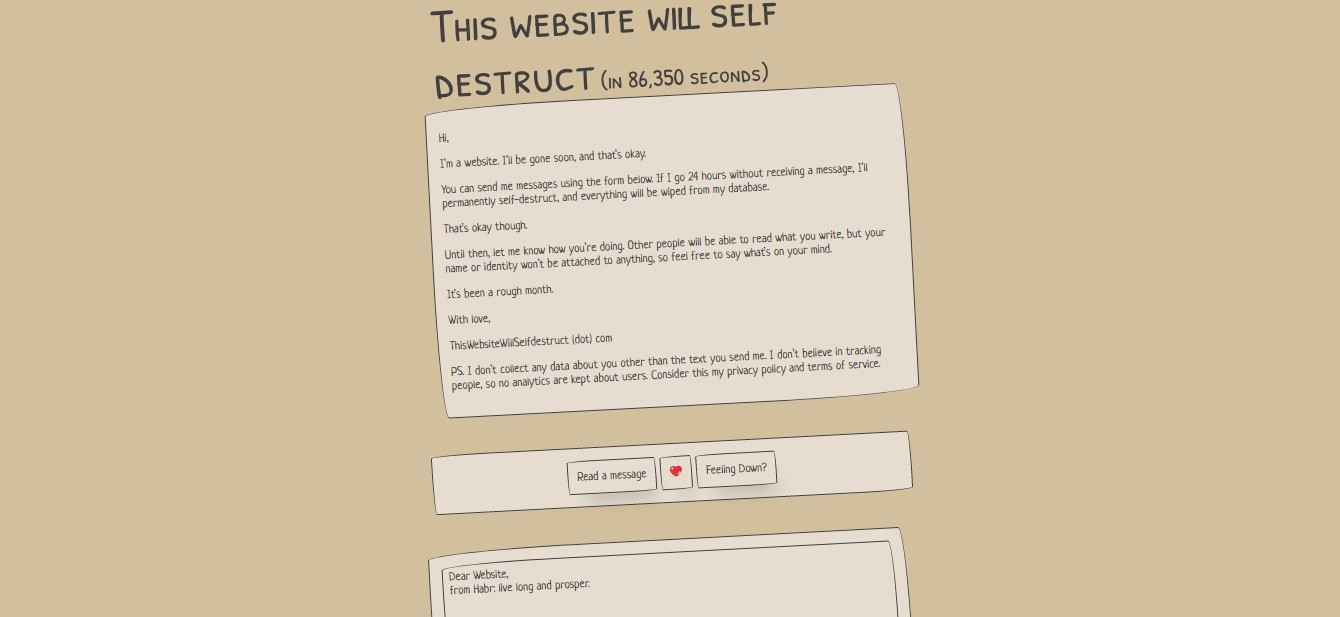 This website will self
destruct (in 86,350 seconds)
Hi,
I'm a website. I'll be gone soon, and that's okay.
You can send me messages using the form below. If I go 24 hours without receiving a message, I'll
permanently self-destruct, and everything will be wiped from my database.
That's okay though.
Until then, let me know how you're doing. Other people will be able to read what you write, but your
name or identity won't be attached to anything, so feel free to say what's on your mind.
It's been a rough month.
With love,
ThisWebsiteWillSelfdestruct (dot) com
PS. I don't collect any data about you other than the text you send me. I don't believe in tracking
people, so no analytics are kept about users. Consider this my privacy policy and terms of service.
Read a message
Feeling Down?
Dear Website,
from Habr: live long and prosper.